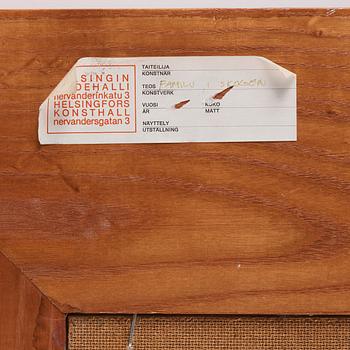 SINGIN
DEHALLI
nervanderinkatu 3
HELSINGFORS
KONSTHALL
nervandersgatan 3
TAITEILIJA
KONSTNÄR
TEOS FAMILJ I SKOGEN
KONSTVERK
VUOSI KOKO
ÅR MÅTT
NÄYTTELY
UTSTÄLLNING